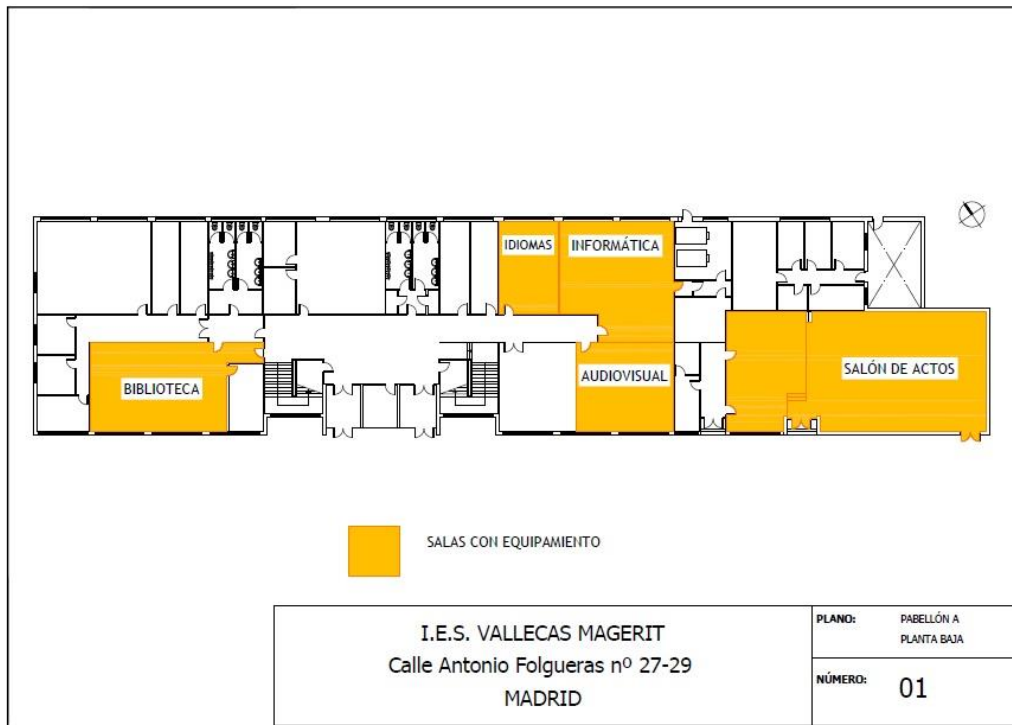 IDIOMAS
INFORMÁTICA
BIBLIOTECA
AUDIOVISUAL
SALÓN DE ACTOS
SALAS CON EQUIPAMIENTO
I.E.S. VALLECAS MAGERIT
Calle Antonio Folgueras nº 27-29
MADRID
PLANO: PABELLÓN A
PLANTA BAJA
NÚMERO: 01